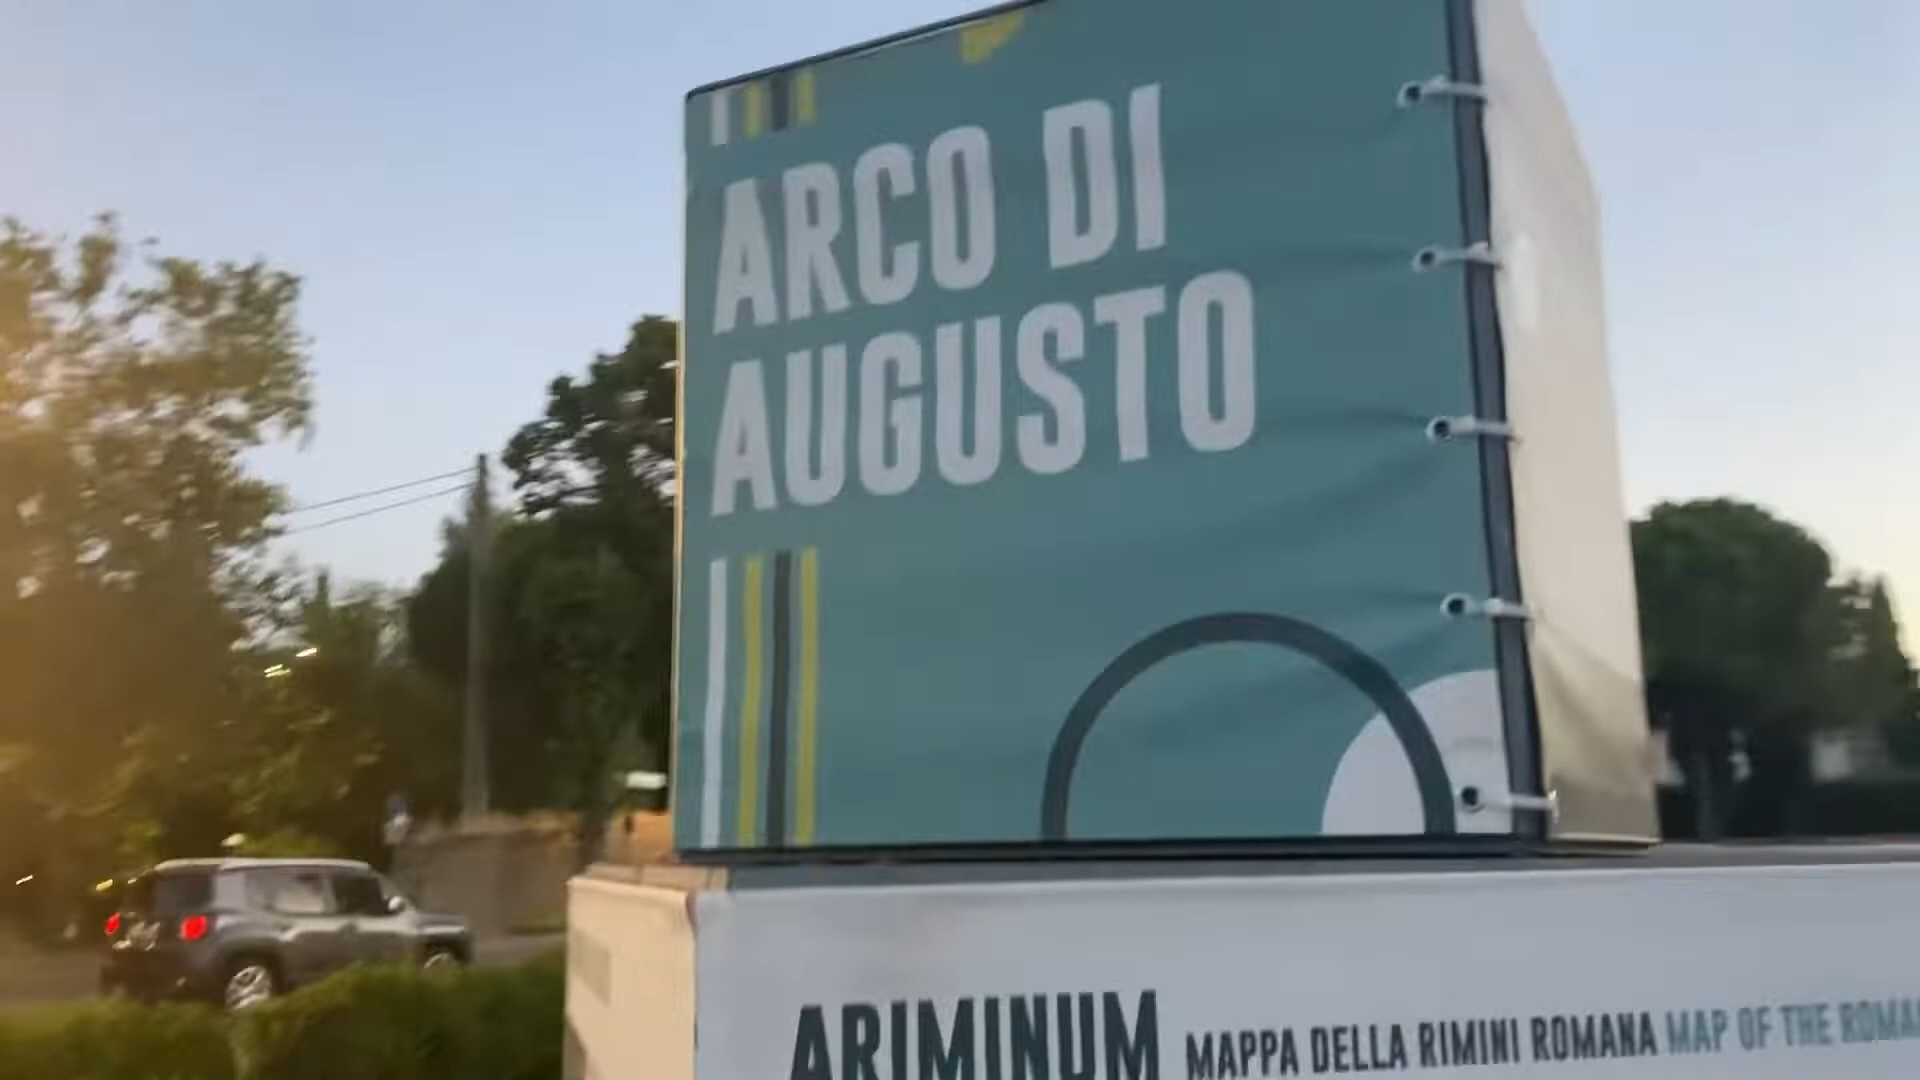 ARCO DI
AUGUSTO
ARIMINUM MAPPA DELLA RIMINI ROMANA MAP OF THE